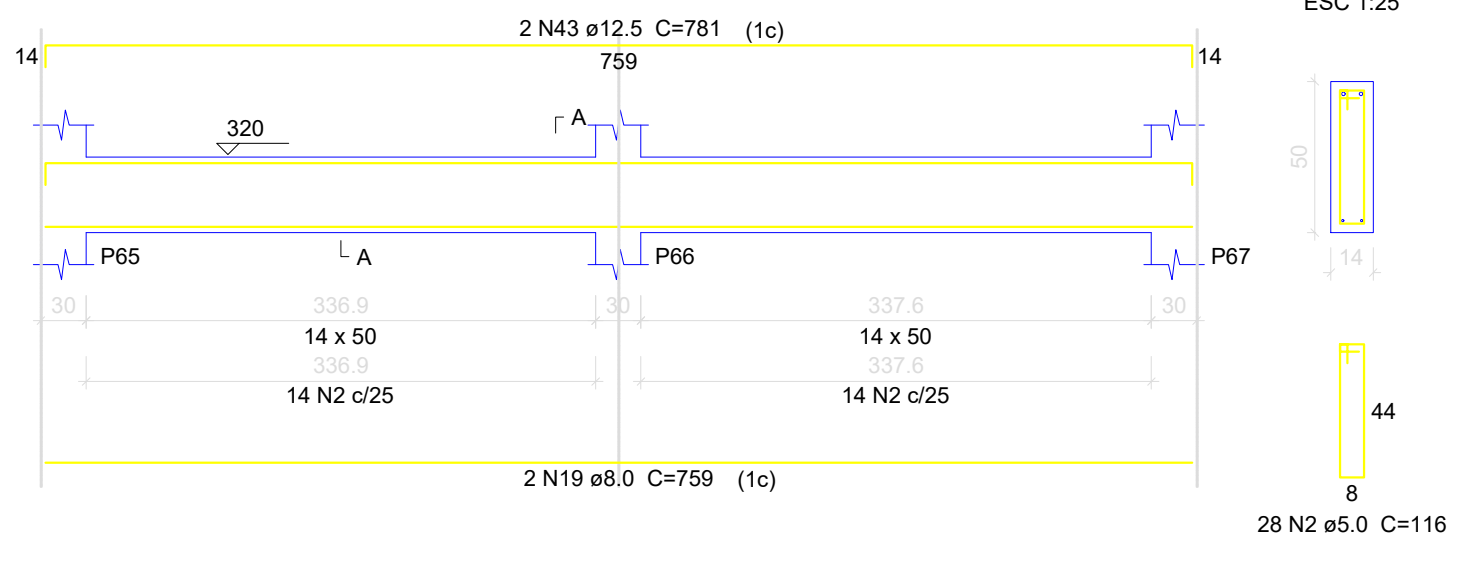 ESC 1:25
2 N43 ø12.5 C=781 (1c)
14
759
14
A
320
50
P65
A
P66
P67
14
30
336.9
30
337.6
30
14 x 50
14 x 50
336.9
337.6
14 N2 c/25
14 N2 c/25
44
2 N19 ø8.0 C=759 (1c)
8
28 N2 ø5.0 C=116